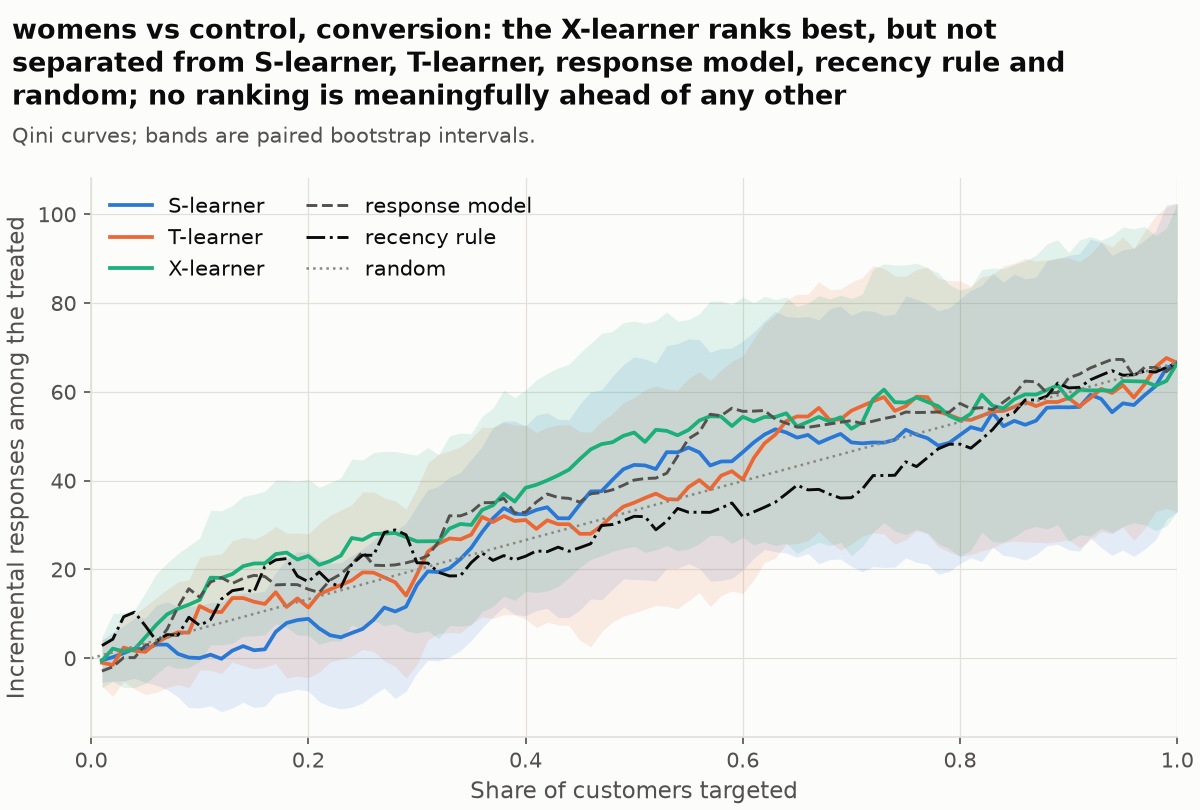 womens vs control, conversion: the X-learner ranks best, but not
separated from S-learner, T-learner, response model, recency rule and
random; no ranking is meaningfully ahead of any other
Qini curves; bands are paired bootstrap intervals.
S-learner
T-learner
X-learner
response model
recency rule
random
Incremental responses among the treated
100
80
60
40
20
0
0.0
0.2
0.4
0.6
0.8
1.0
Share of customers targeted